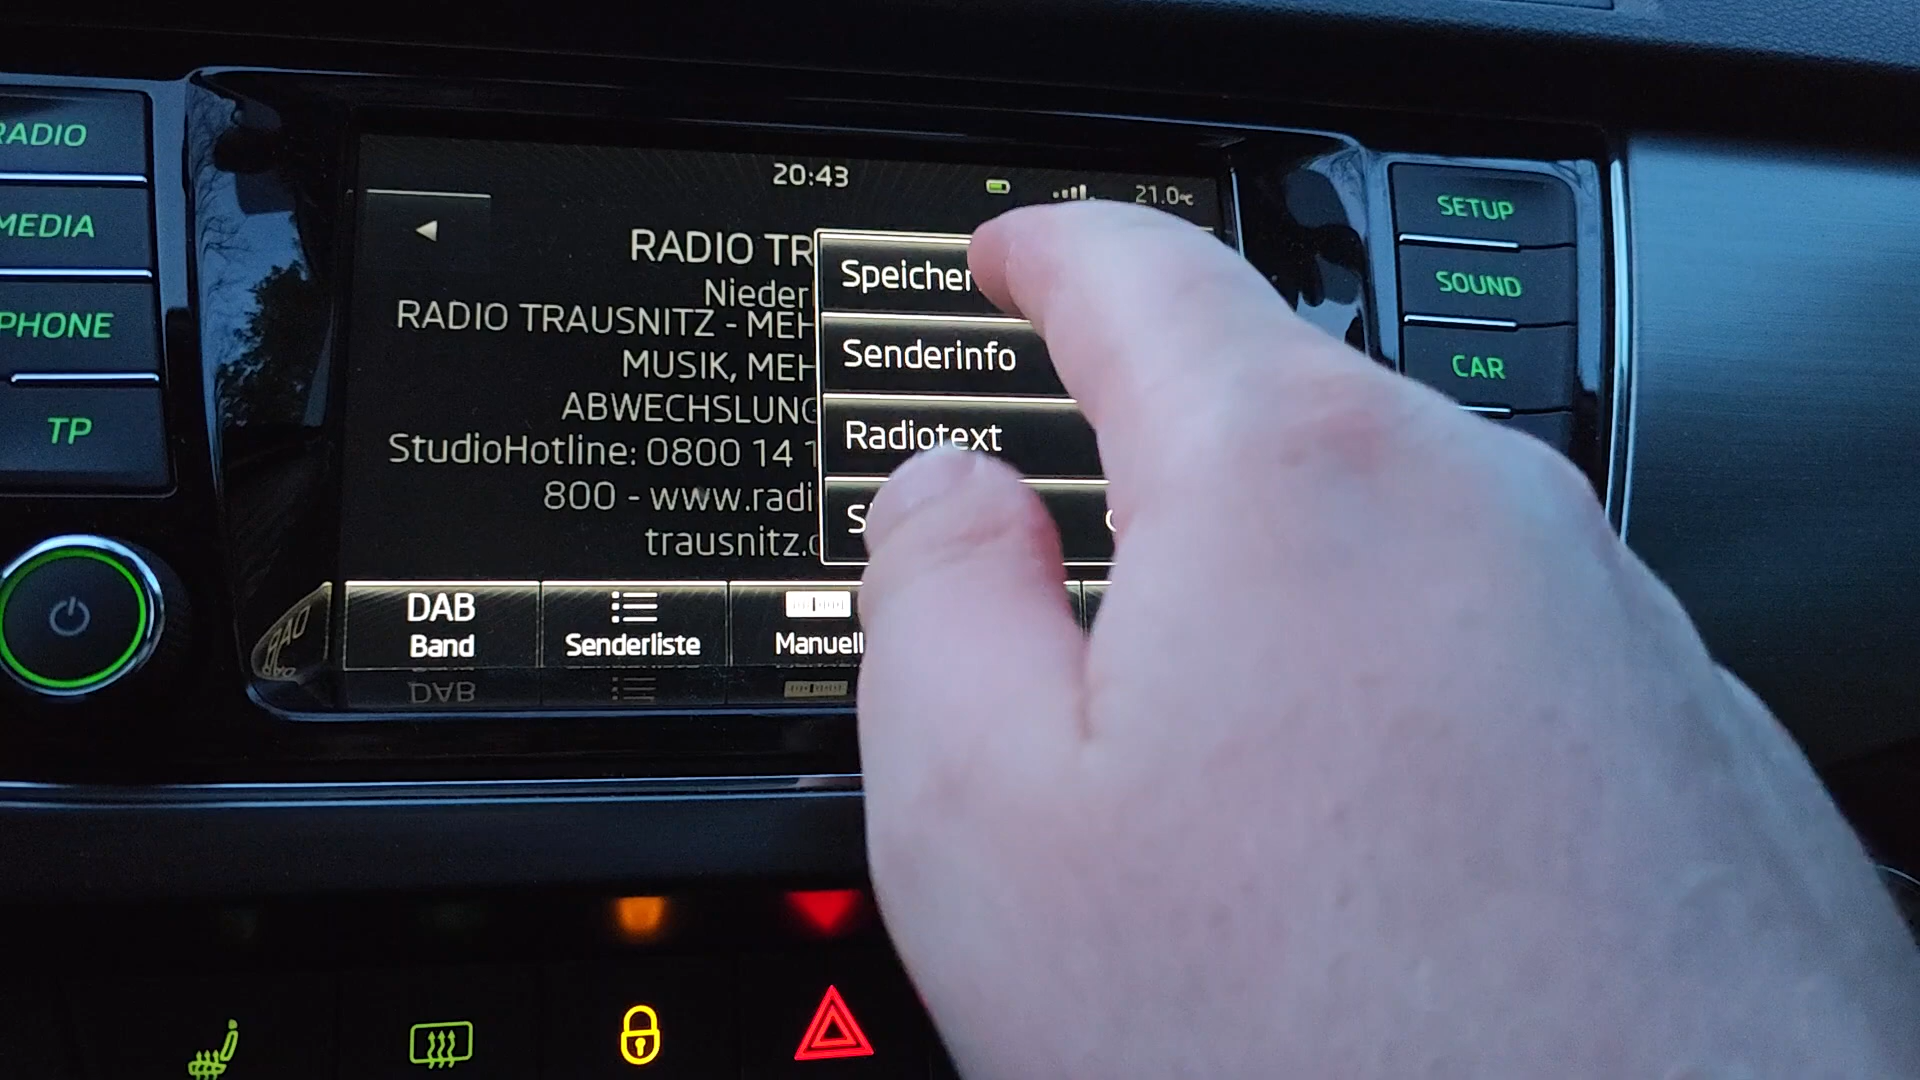 RADIO
MEDIA
PHONE
TP
20:43
21.0°C
RADIO TR
Nieder
RADIO TRAUSNITZ - MEH
MUSIK, MEH
ABWECHSLUNG
StudioHotline: 0800 14 1
800 - www.radi
trausnitz.
Speicher
Senderinfo
Radiotext
S
DAB
Band
Senderliste
Manuell
SETUP
SOUND
CAR